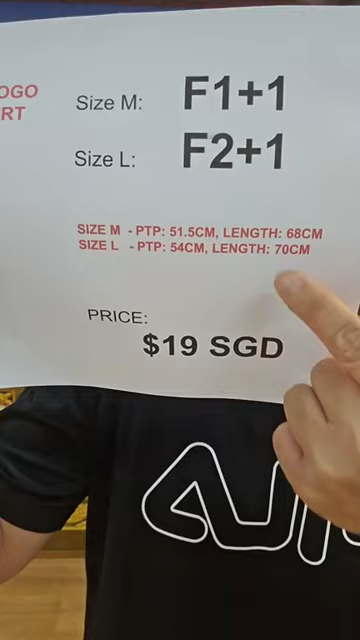 OGO
RT
Size M: F1+1
Size L: F2+1
SIZE M - PTP: 51.5CM, LENGTH: 68CM
SIZE L - PTP: 54CM, LENGTH: 70CM
PRICE:
$19 SGD